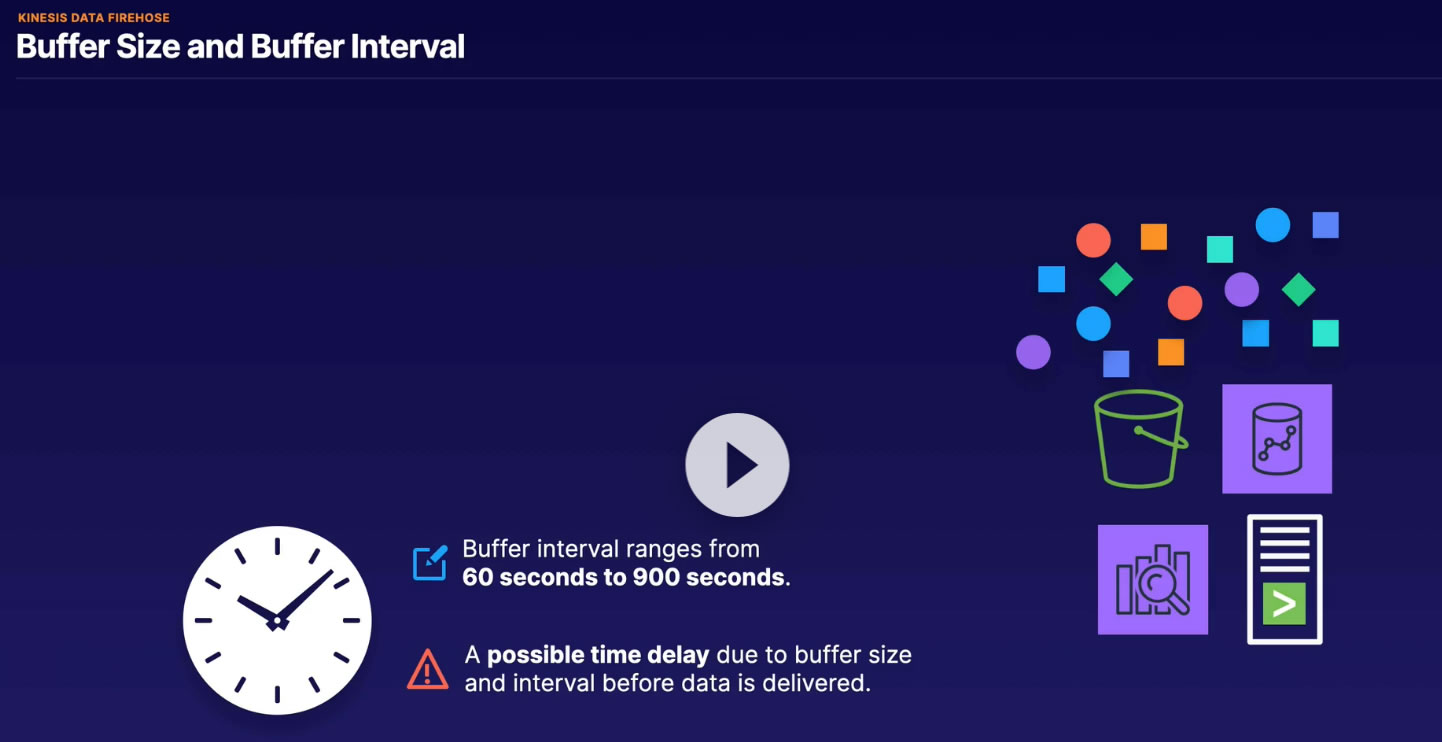 KINESIS DATA FIREHOSE
Buffer Size and Buffer Interval
Buffer interval ranges from
60 seconds to 900 seconds.
A possible time delay due to buffer size
and interval before data is delivered.